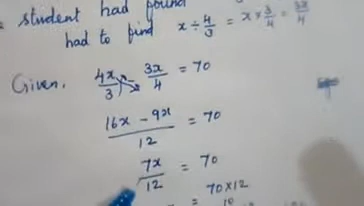 student had found
had to find x ÷ 4/3 = x × 3/4 = 3x/4
Given, 4x/3 - 3x/4 = 70
16x - 9x/12 = 70
7x/12 = 70
= 70×12